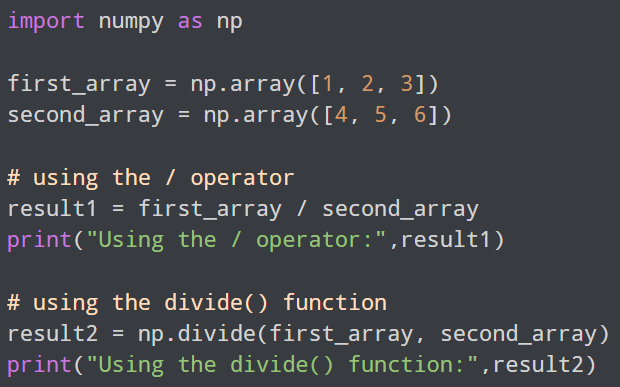 import numpy as np
first_array = np.array([1, 2, 3])
second_array = np.array([4, 5, 6])
# using the / operator
result1 = first_array / second_array
print("Using the / operator:",result1)
# using the divide() function
result2 = np.divide(first_array, second_array)
print("Using the divide() function:",result2)